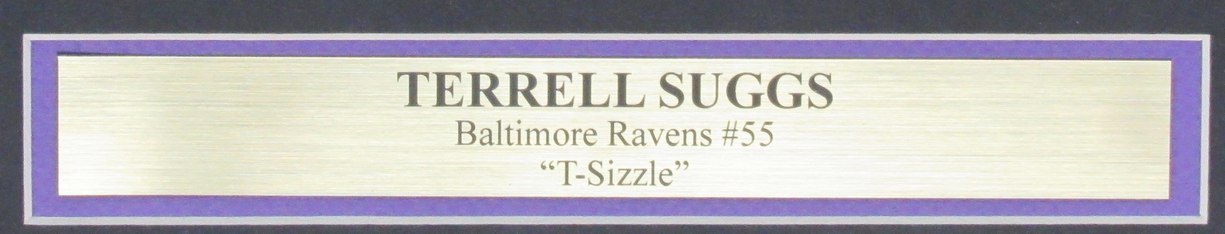 TERRELL SUGGS
Baltimore Ravens #55
“T-Sizzle”